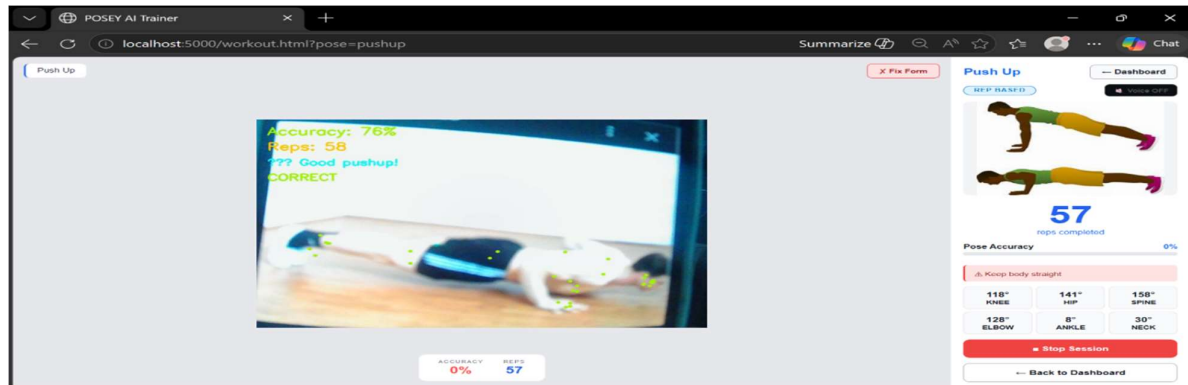 POSEY AI Trainer
localhost:5000/workout.html?pose=pushup
Summarize
Chat
Push Up
✗ Fix Form
Accuracy: 76%
Reps: 58
??? Good pushup!
CORRECT
ACCURACY REPS
0% 57
Push Up
← Dashboard
REP BASED
Voice OFF
57
reps completed
Pose Accuracy 0%
⚠ Keep body straight
118° 141° 158°
KNEE HIP SPINE
128° 8° 30°
ELBOW ANKLE NECK
Stop Session
← Back to Dashboard